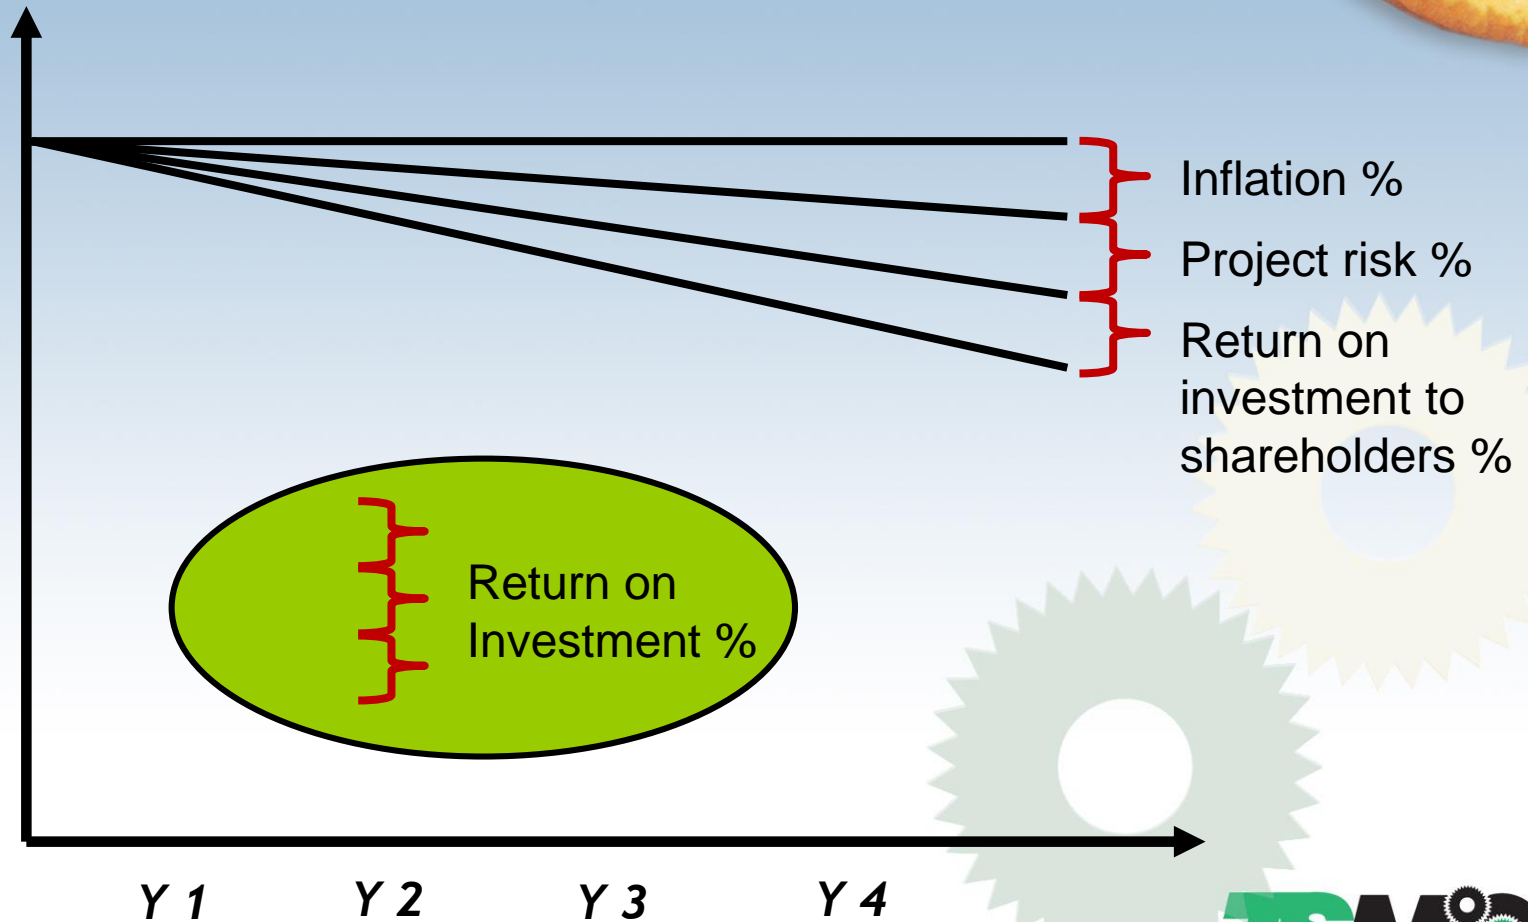 Inflation %
Project risk %
Return on
investment to
shareholders %
Return on
Investment %
Y 1
Y 2
Y 3
Y 4